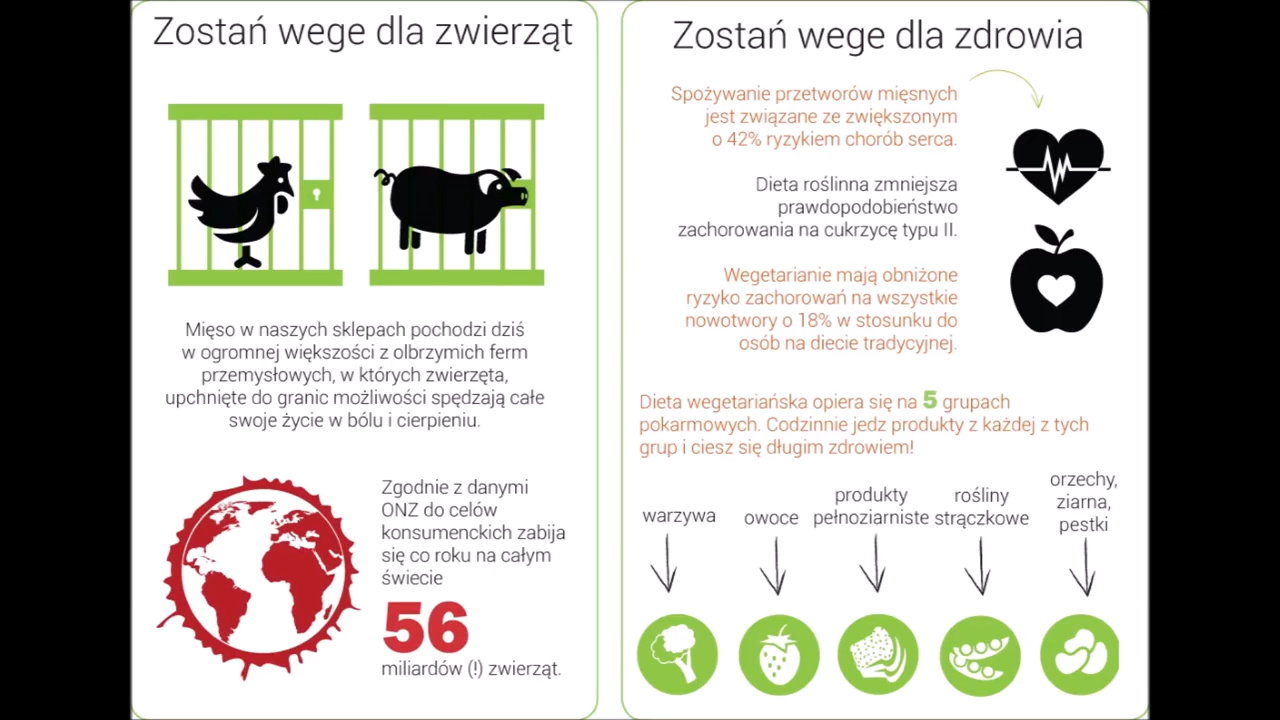 Zostań wege dla zwierząt
Mięso w naszych sklepach pochodzi dziś
w ogromnej większości z olbrzymich ferm
przemysłowych, w których zwierzęta,
upchnięte do granic możliwości spędzają całe
swoje życie w bólu i cierpieniu.
Zgodnie z danymi
ONZ do celów
konsumenckich zabija
się co roku na całym
świecie
56
miliardów (!) zwierząt.
Zostań wege dla zdrowia
Spożywanie przetworów mięsnych
jest związane ze zwiększonym
o 42% ryzykiem chorób serca.
Dieta roślinna zmniejsza
prawdopodobieństwo
zachorowania na cukrzycę typu II.
Wegetarianie mają obniżone
ryzyko zachorowań na wszystkie
nowotwory o 18% w stosunku do
osób na diecie tradycyjnej.
Dieta wegetariańska opiera się na 5 grupach
pokarmowych. Codzinnie jedz produkty z każdej z tych
grup i ciesz się długim zdrowiem!
warzywa
owoce
produkty
pełnoziarniste
rośliny
strączkowe
orzechy,
ziarna,
pestki